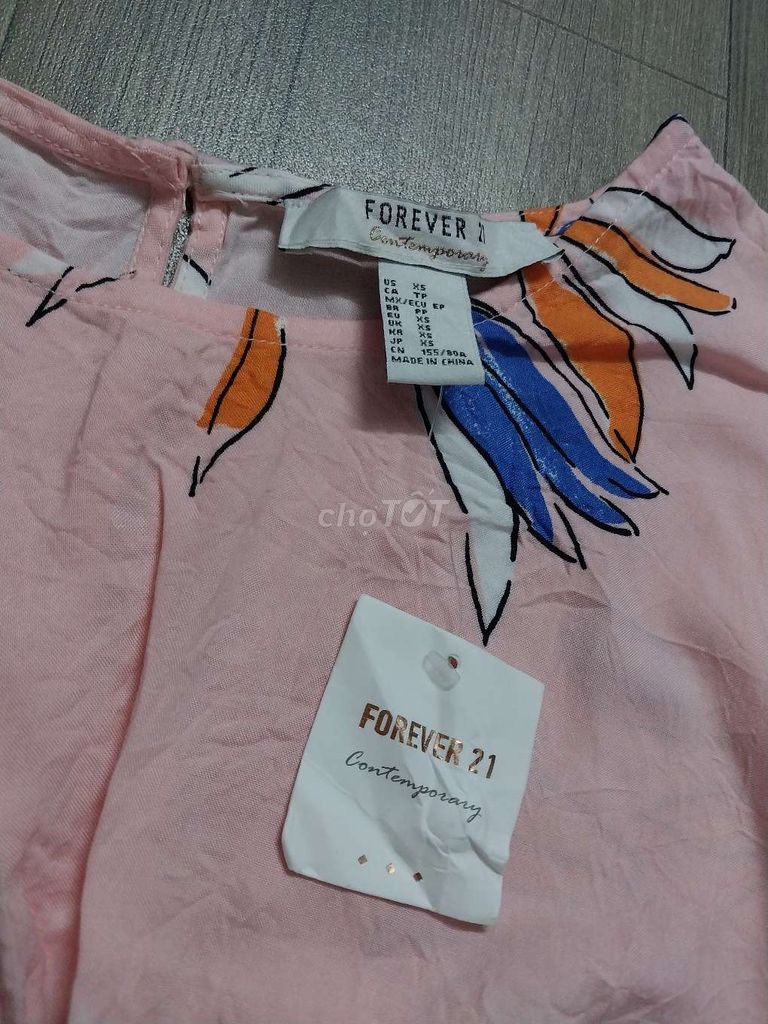 FOREVER 21
Contemporary
US XS
CA TP
MX/ECU EP
BR PP
EU XS
UK XS
KR XS
JP XS
CN 155/80A
MADE IN CHINA
choTỐT
FOREVER 21
Contemporary